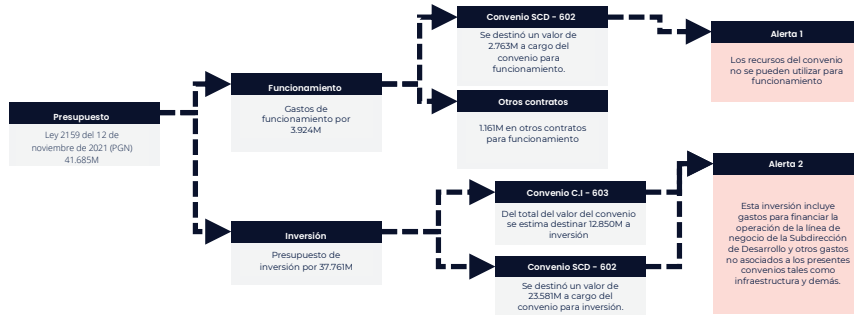 Presupuesto
Ley 2159 del 12 de
noviembre de 2021 (PGN)
41.685M
Funcionamiento
Gastos de
funcionamiento por
3.924M
Inversión
Presupuesto de
inversión por 37.761M
Convenio SCD - 602
Se destinó un valor de
2.763M a cargo del
convenio para
funcionamiento.
Otros contratos
1.161M en otros contratos
para funcionamiento
Convenio C.I - 603
Del total del valor del convenio
se estima destinar 12.850M a
inversión
Convenio SCD - 602
Se destinó un valor de
23.581M a cargo del
convenio para inversión.
Alerta 1
Los recursos del convenio
no se pueden utilizar para
funcionamiento
Alerta 2
Esta inversión incluye
gastos para financiar la
operación de la línea de
negocio de la Subdirección
de Desarrollo y otros gastos
no asociados a los presentes
convenios tales como
infraestructura y demás.